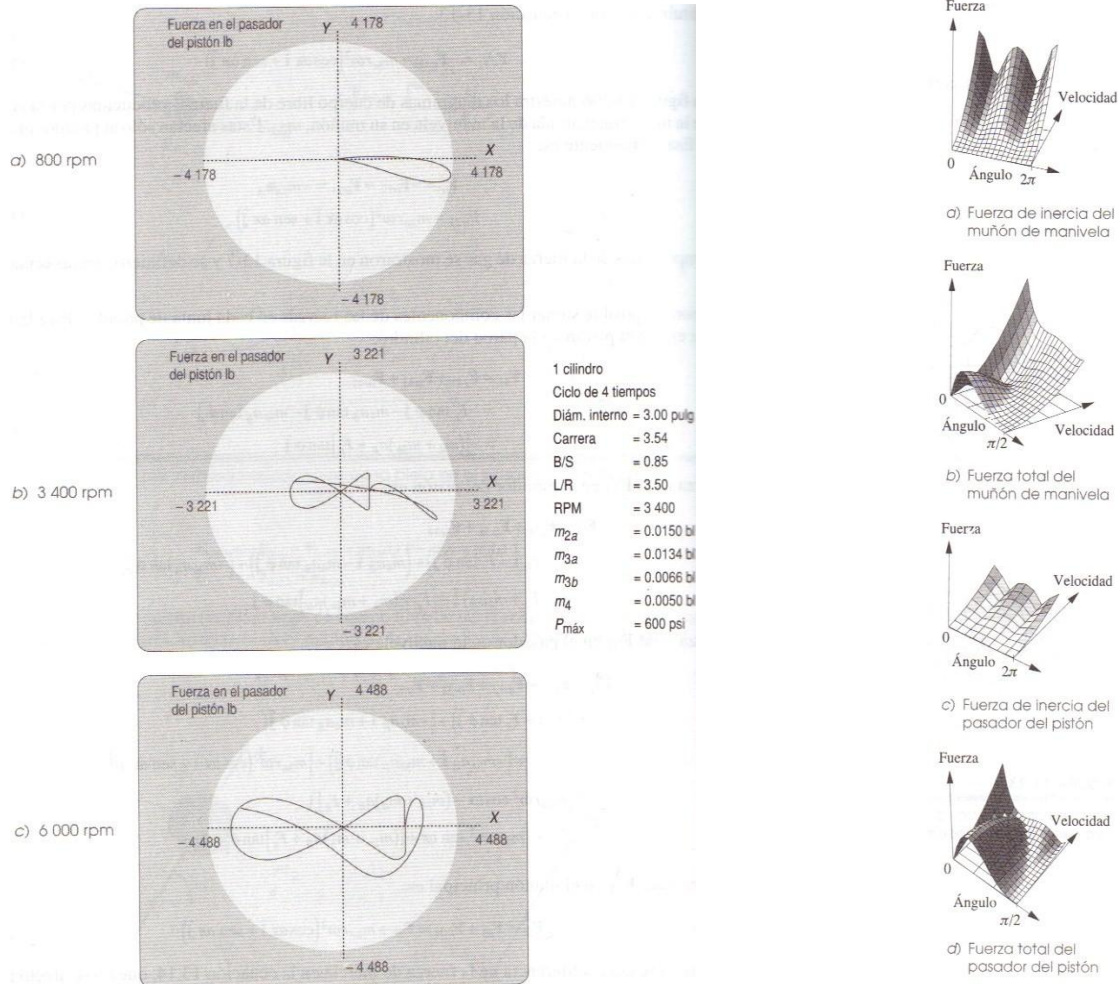 Fuerza en el pasador
del pistón lb
Y
4 178
a) 800 rpm
X
– 4 178
4 178
– 4 178
Fuerza en el pasador
del pistón lb
Y
3 221
b) 3 400 rpm
X
– 3 221
3 221
– 3 221
1 cilindro
Ciclo de 4 tiempos
Diám. interno = 3.00 pulg
Carrera = 3.54
B/S = 0.85
L/R = 3.50
RPM = 3 400
m2a = 0.0150 bl
m3a = 0.0134 bl
m3b = 0.0066 bl
m4 = 0.0050 bl
Pmáx = 600 psi
Fuerza en el pasador
del pistón lb
Y
4 488
c) 6 000 rpm
X
– 4 488
4 488
– 4 488
Fuerza
Velocidad
0
Ángulo
2π
a) Fuerza de inercia del
muñón de manivela
Fuerza
0
Ángulo
π/2
Velocidad
b) Fuerza total del
muñón de manivela
Fuerza
Velocidad
0
Ángulo
2π
c) Fuerza de inercia del
pasador del pistón
Fuerza
Velocidad
0
Ángulo
π/2
d) Fuerza total del
pasador del pistón